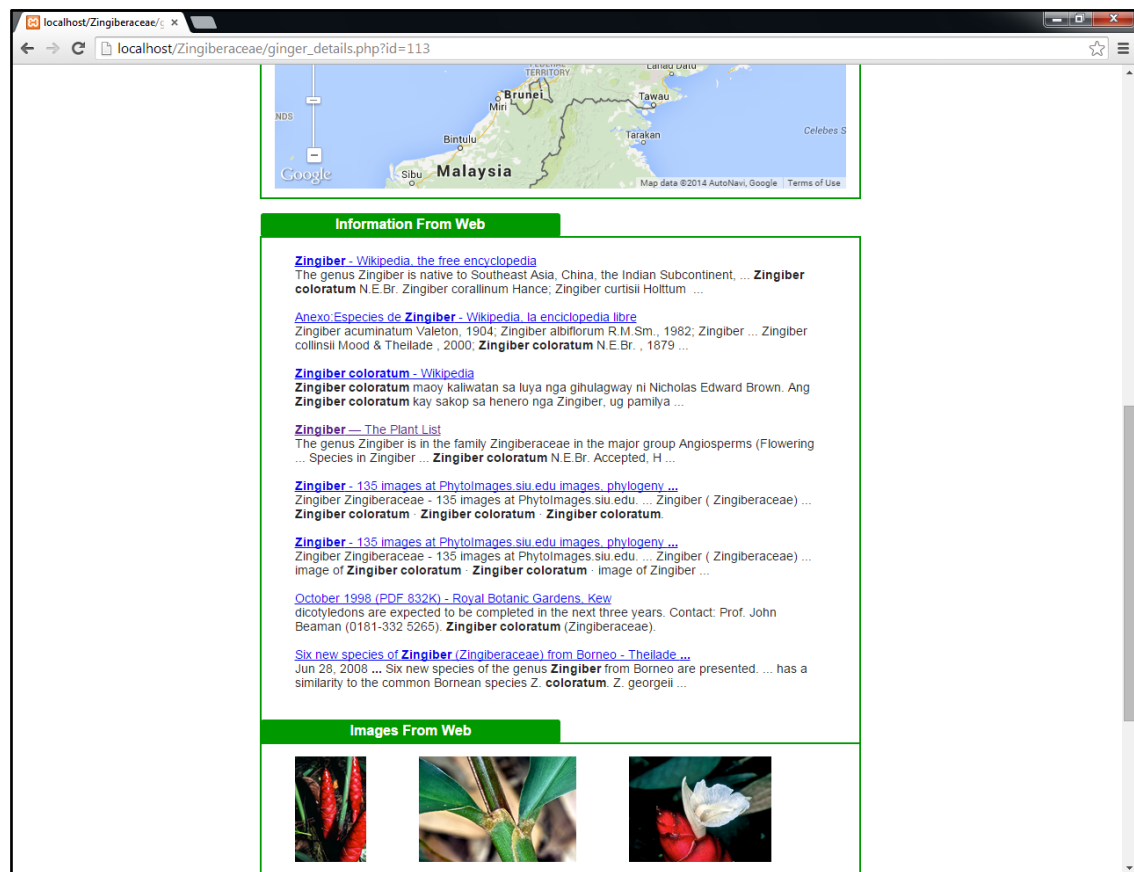 localhost/Zingiberaceae/g
localhost/Zingiberaceae/ginger_details.php?id=113
FEDERAL
TERRITORY
Lahad Datu
Brunei
Miri
Tawau
NDS
Bintulu
Tarakan
Celebes S
Sibu
Malaysia
Google
Map data ©2014 AutoNavi, Google
Terms of Use
Information From Web
Zingiber - Wikipedia, the free encyclopedia
The genus Zingiber is native to Southeast Asia, China, the Indian Subcontinent, ... Zingiber
coloratum N.E.Br. Zingiber corallinum Hance; Zingiber curtisii Holttum ...
Anexo:Especies de Zingiber - Wikipedia, la enciclopedia libre
Zingiber acuminatum Valeton, 1904; Zingiber albiflorum R.M.Sm., 1982; Zingiber ... Zingiber
collinsii Mood & Theilade , 2000; Zingiber coloratum N.E.Br. , 1879 ...
Zingiber coloratum - Wikipedia
Zingiber coloratum maoy kaliwatan sa luya nga gihulagway ni Nicholas Edward Brown. Ang
Zingiber coloratum kay sakop sa henero nga Zingiber, ug pamilya ...
Zingiber — The Plant List
The genus Zingiber is in the family Zingiberaceae in the major group Angiosperms (Flowering
... Species in Zingiber ... Zingiber coloratum N.E.Br. Accepted, H ...
Zingiber - 135 images at PhytoImages.siu.edu images, phylogeny ...
Zingiber Zingiberaceae - 135 images at PhytoImages.siu.edu. ... Zingiber ( Zingiberaceae) ...
Zingiber coloratum · Zingiber coloratum · Zingiber coloratum.
Zingiber - 135 images at PhytoImages.siu.edu images, phylogeny ...
Zingiber Zingiberaceae - 135 images at PhytoImages.siu.edu. ... Zingiber ( Zingiberaceae) ...
image of Zingiber coloratum · Zingiber coloratum · image of Zingiber ...
October 1998 (PDF 832K) - Royal Botanic Gardens, Kew
dicotyledons are expected to be completed in the next three years. Contact: Prof. John
Beaman (0181-332 5265). Zingiber coloratum (Zingiberaceae).
Six new species of Zingiber (Zingiberaceae) from Borneo - Theilade ...
Jun 28, 2008 ... Six new species of the genus Zingiber from Borneo are presented. ... has a
similarity to the common Bornean species Z. coloratum. Z. georgeii ...
Images From Web